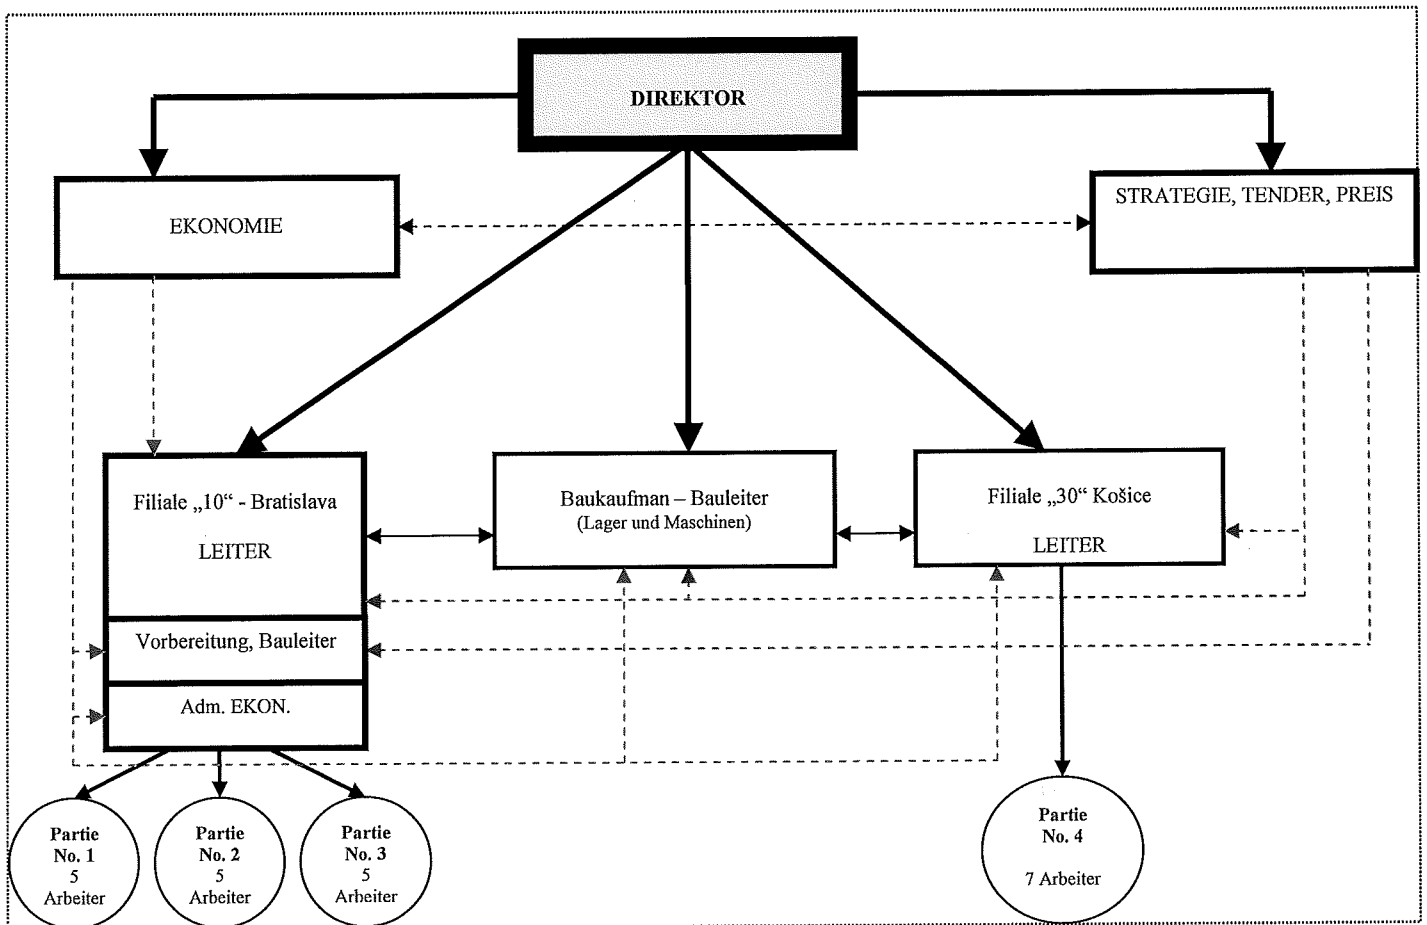 DIREKTOR
EKONOMIE
STRATEGIE, TENDER, PREIS
Filiale „10“ - Bratislava
LEITER
Baukaufman – Bauleiter
(Lager und Maschinen)
Filiale „30“ Košice
LEITER
Vorbereitung, Bauleiter
Adm. EKON.
Partie
No. 1
5
Arbeiter
Partie
No. 2
5
Arbeiter
Partie
No. 3
5
Arbeiter
Partie
No. 4
7 Arbeiter